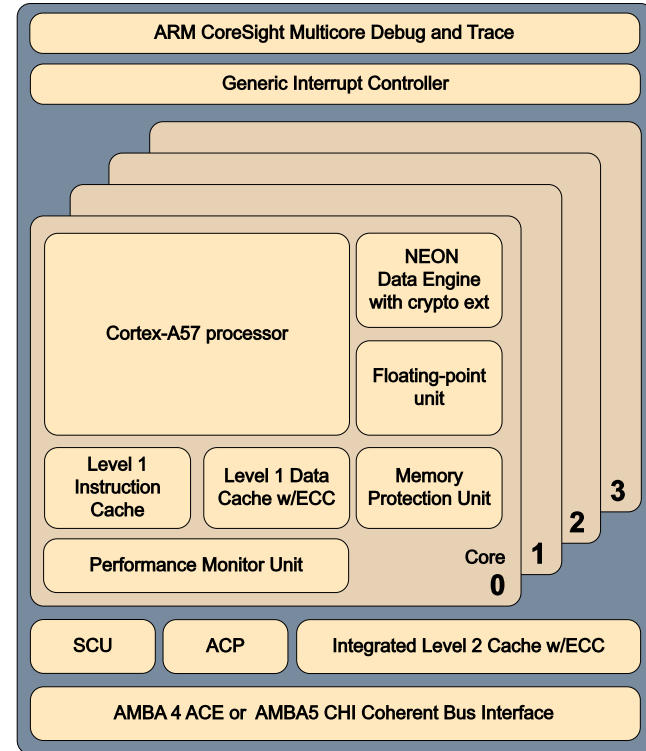 ARM CoreSight Multicore Debug and Trace
Generic Interrupt Controller
Cortex-A57 processor
NEON
Data Engine
with crypto ext
Floating-point
unit
Level 1
Instruction
Cache
Level 1 Data
Cache w/ECC
Memory
Protection Unit
Performance Monitor Unit
Core
0
1
2
3
SCU
ACP
Integrated Level 2 Cache w/ECC
AMBA 4 ACE or AMBA5 CHI Coherent Bus Interface